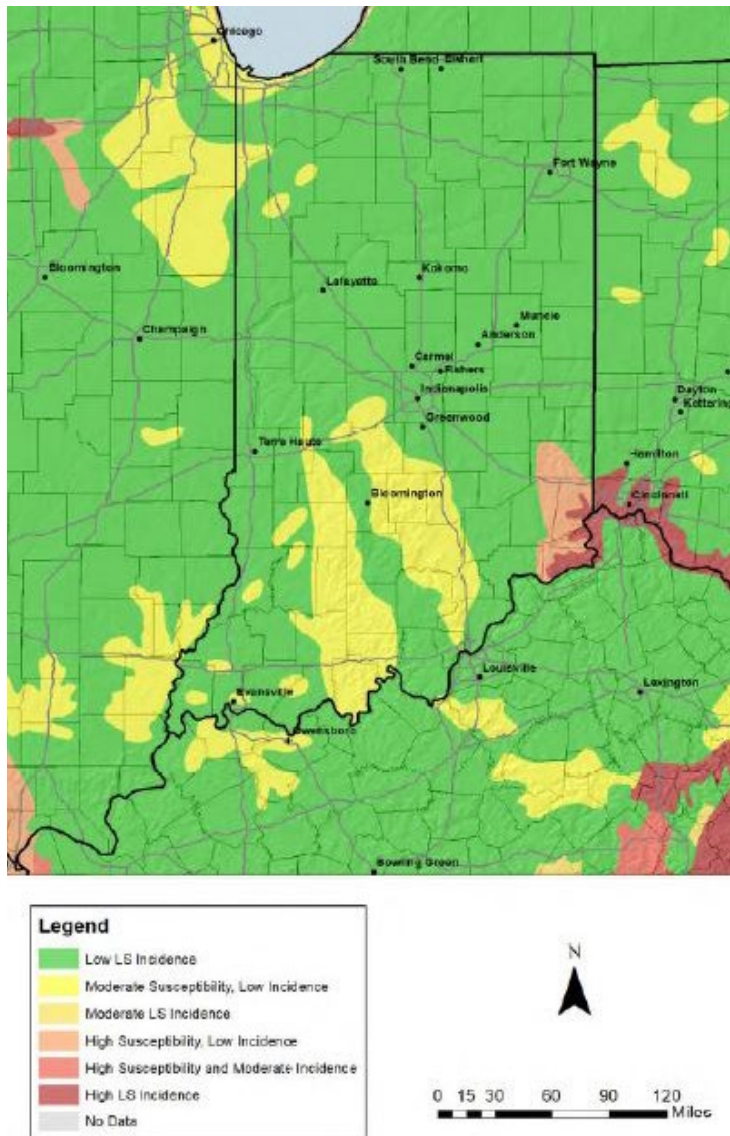 Chicago
South Bend Elkhart
Fort Wayne
Bloomington
Lafayette
Kokomo
Champaign
Muncie
Anderson
Carmel
Fishers
Indianapolis
Greenwood
Dayton
Kettering
Terre Haute
Hamilton
Bloomington
Cincinnati
Louisville
Lexington
Evansville
Owensboro
Bowling Green
Legend
Low LS Incidence
Moderate Susceptibility, Low Incidence
Moderate LS Incidence
High Susceptibility, Low Incidence
High Susceptibility and Moderate Incidence
High LS Incidence
No Data
N
0 15 30 60 90 120
Miles